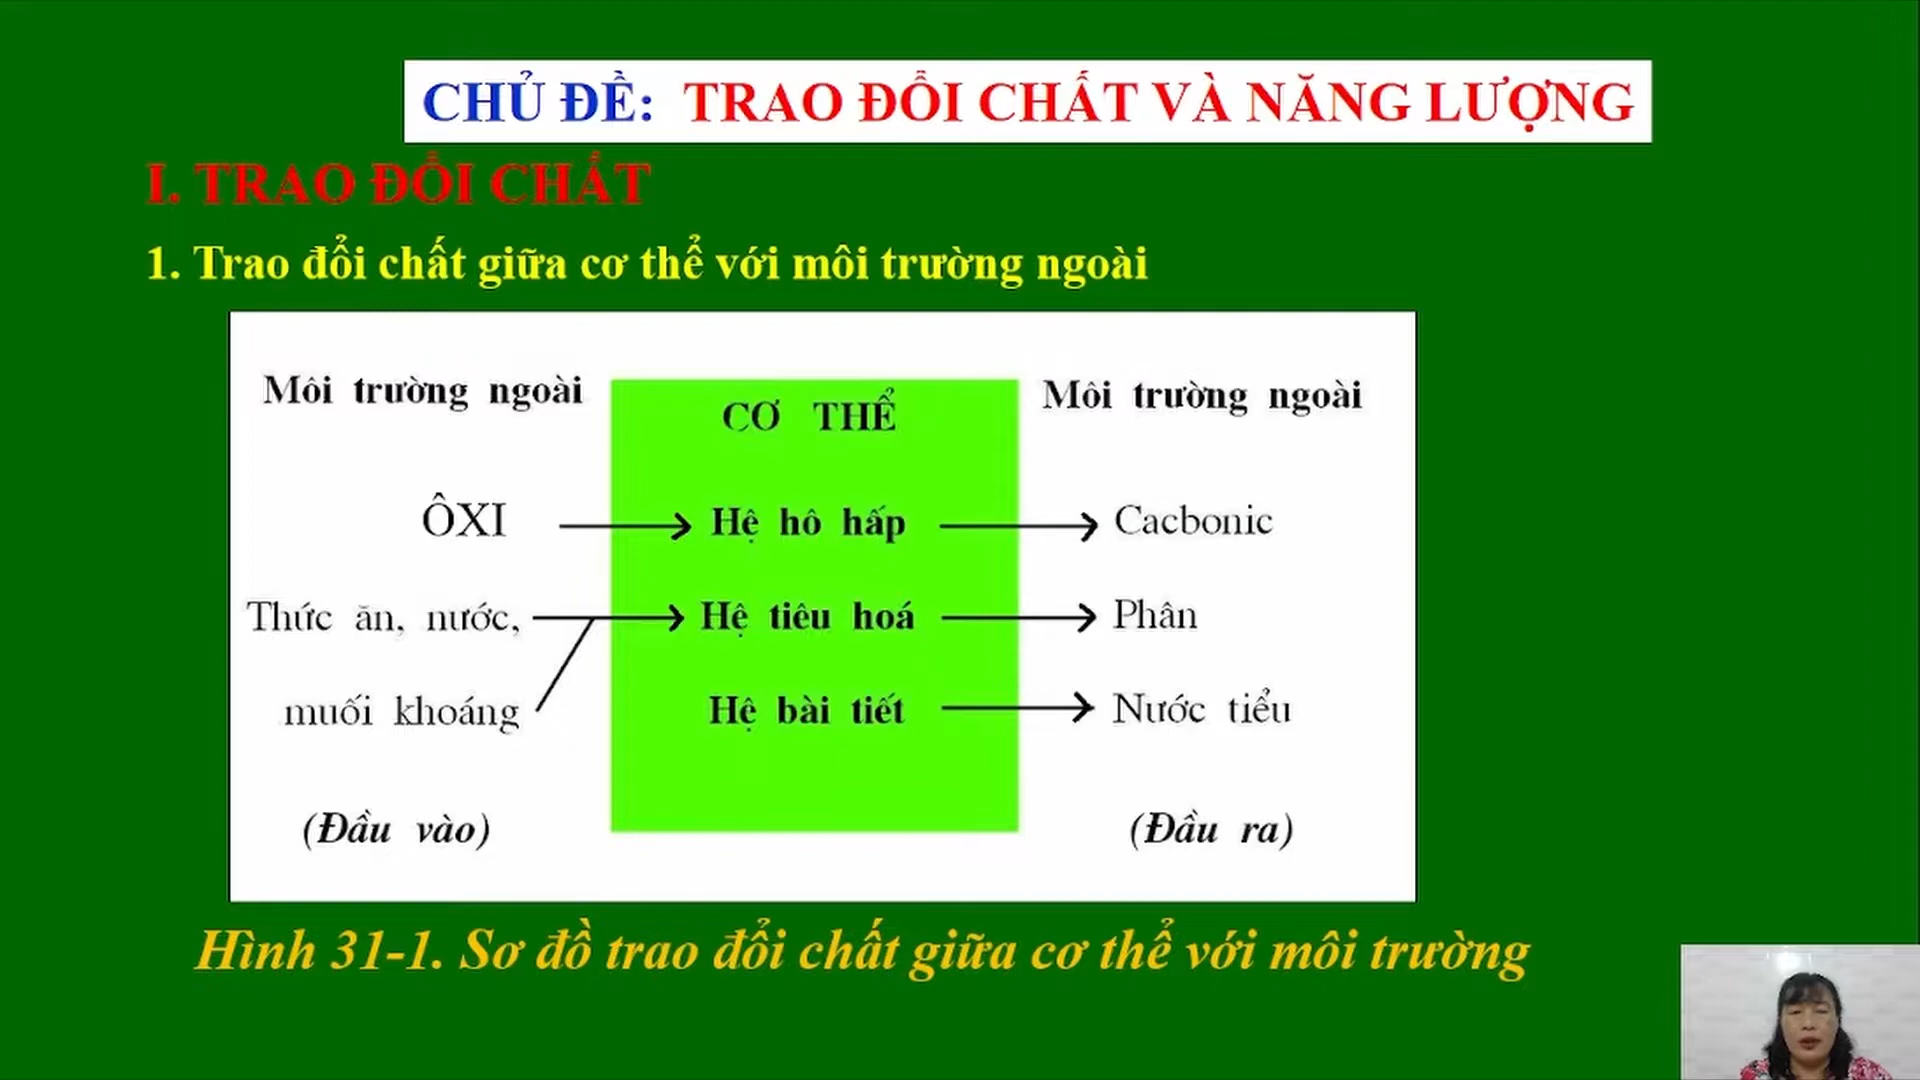 CHỦ ĐỀ: TRAO ĐỔI CHẤT VÀ NĂNG LƯỢNG
I. TRAO ĐỔI CHẤT
1. Trao đổi chất giữa cơ thể với môi trường ngoài
Môi trường ngoài
CƠ THỂ
Môi trường ngoài
ÔXI
Hệ hô hấp
Cacbonic
Thức ăn, nước,
Hệ tiêu hoá
Phân
muối khoáng
Hệ bài tiết
Nước tiểu
(Đầu vào)
(Đầu ra)
Hình 31-1. Sơ đồ trao đổi chất giữa cơ thể với môi trường